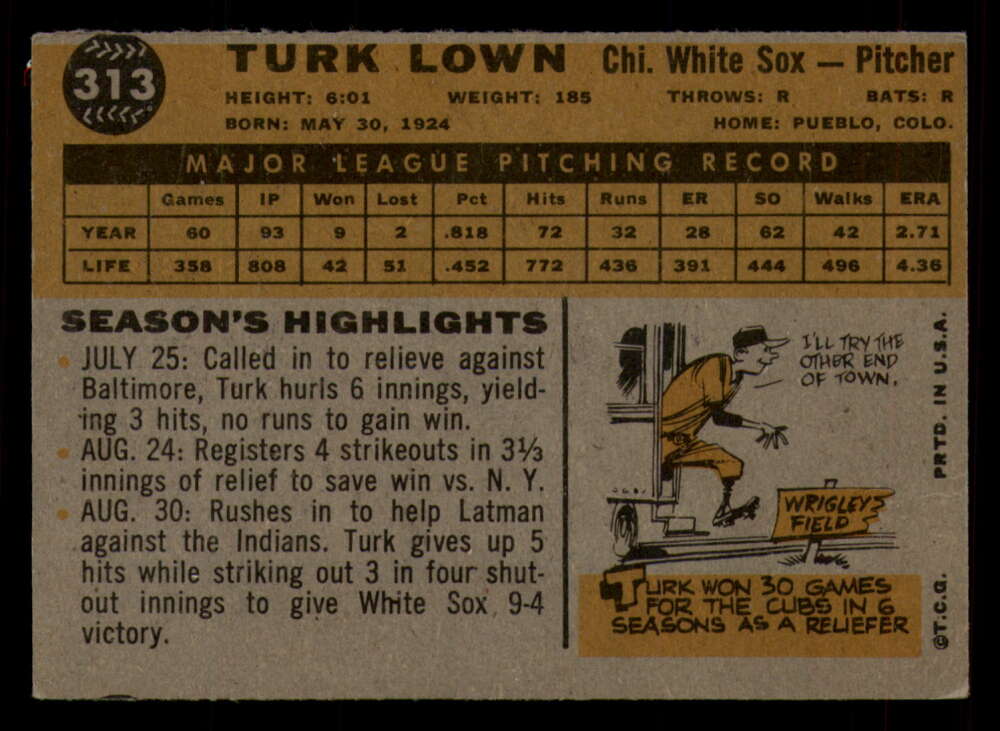 313
TURK LOWN Chi. White Sox — Pitcher
HEIGHT: 6:01 WEIGHT: 185 THROWS: R BATS: R
BORN: MAY 30, 1924 HOME: PUEBLO, COLO.
MAJOR LEAGUE PITCHING RECORD
Games IP Won Lost Pct Hits Runs ER SO Walks ERA
YEAR 60 93 9 2 .818 72 32 28 62 42 2.71
LIFE 358 808 42 51 .452 772 436 391 444 496 4.36
SEASON'S HIGHLIGHTS
• JULY 25: Called in to relieve against
Baltimore, Turk hurls 6 innings, yield-
ing 3 hits, no runs to gain win.
• AUG. 24: Registers 4 strikeouts in 3⅓
innings of relief to save win vs. N. Y.
• AUG. 30: Rushes in to help Latman
against the Indians. Turk gives up 5
hits while striking out 3 in four shut-
out innings to give White Sox 9-4
victory.
I'LL TRY THE
OTHER END
OF TOWN.
WRIGLEY
FIELD
TURK WON 30 GAMES
FOR THE CUBS IN 6
SEASONS AS A RELIEFER
©T.C.G. PRTD. IN U.S.A.